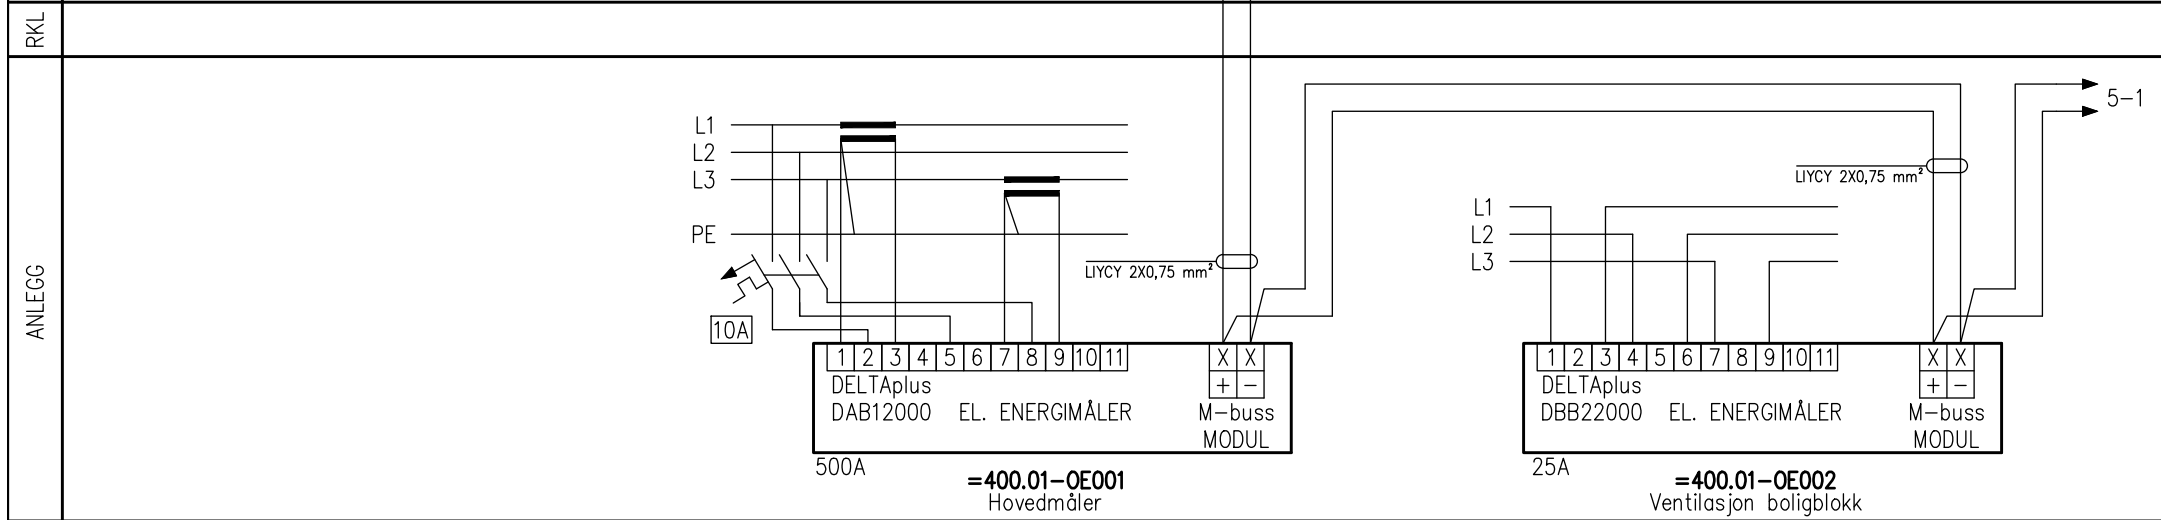 RKL
ANLEGG
L1
L2
L3
PE
10A
LIYCY 2X0,75 mm²
1 2 3 4 5 6 7 8 9 10 11
X X
+ −
DELTAplus
DAB12000 EL. ENERGIMÅLER
M-buss
MODUL
500A
=400.01-OE001
Hovedmåler
5-1
LIYCY 2X0,75 mm²
L1
L2
L3
1 2 3 4 5 6 7 8 9 10 11
X X
+ −
DELTAplus
DBB22000 EL. ENERGIMÅLER
M-buss
MODUL
25A
=400.01-OE002
Ventilasjon boligblokk